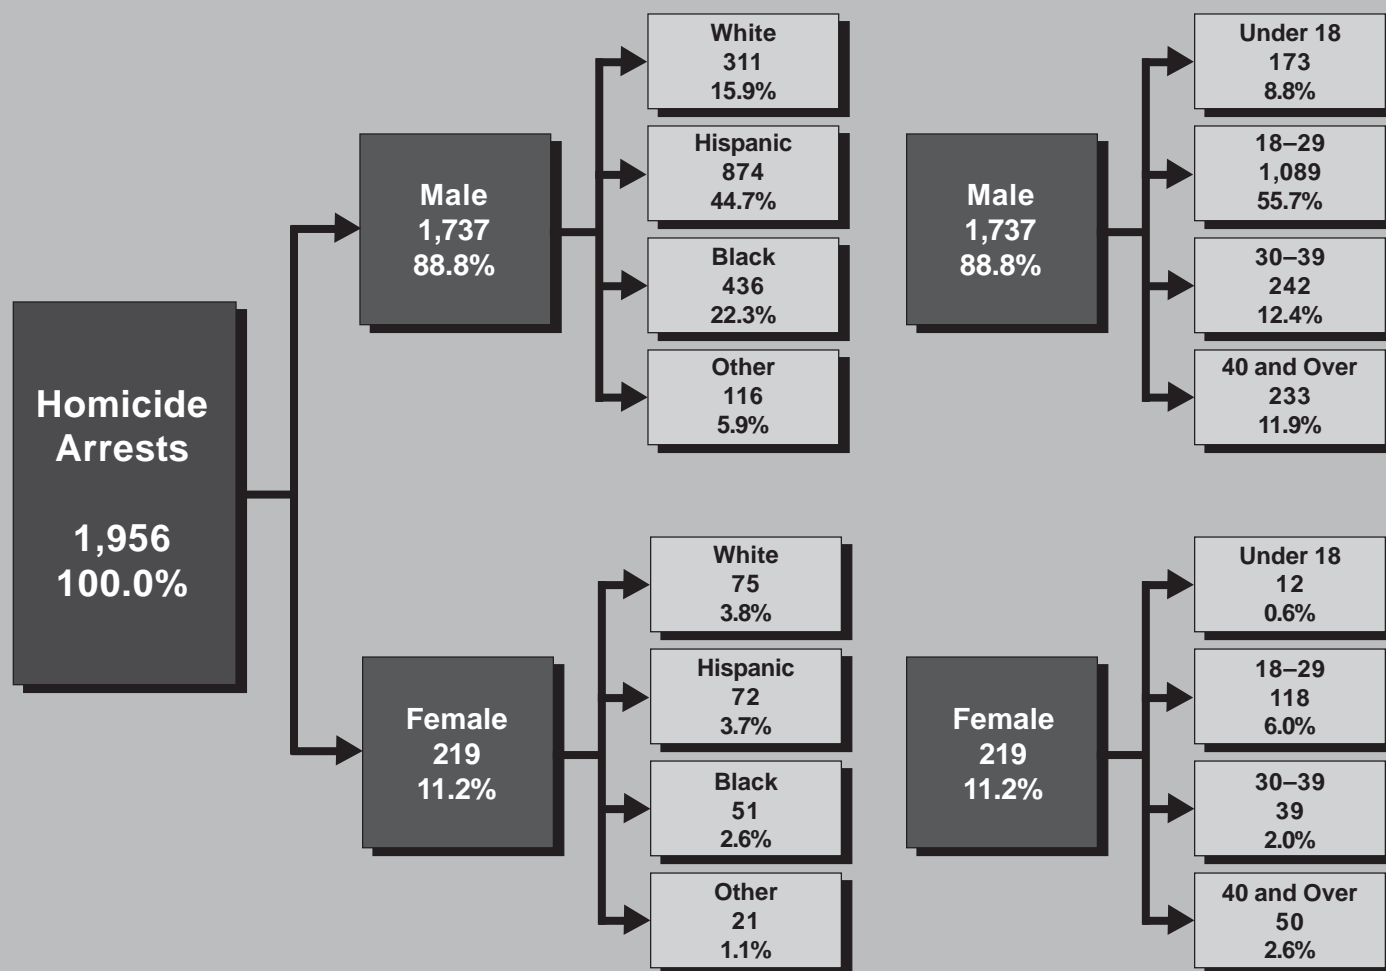 Homicide
Arrests
1,956
100.0%
Male
1,737
88.8%
White
311
15.9%
Hispanic
874
44.7%
Black
436
22.3%
Other
116
5.9%
Male
1,737
88.8%
Under 18
173
8.8%
18–29
1,089
55.7%
30–39
242
12.4%
40 and Over
233
11.9%
Female
219
11.2%
White
75
3.8%
Hispanic
72
3.7%
Black
51
2.6%
Other
21
1.1%
Female
219
11.2%
Under 18
12
0.6%
18–29
118
6.0%
30–39
39
2.0%
40 and Over
50
2.6%